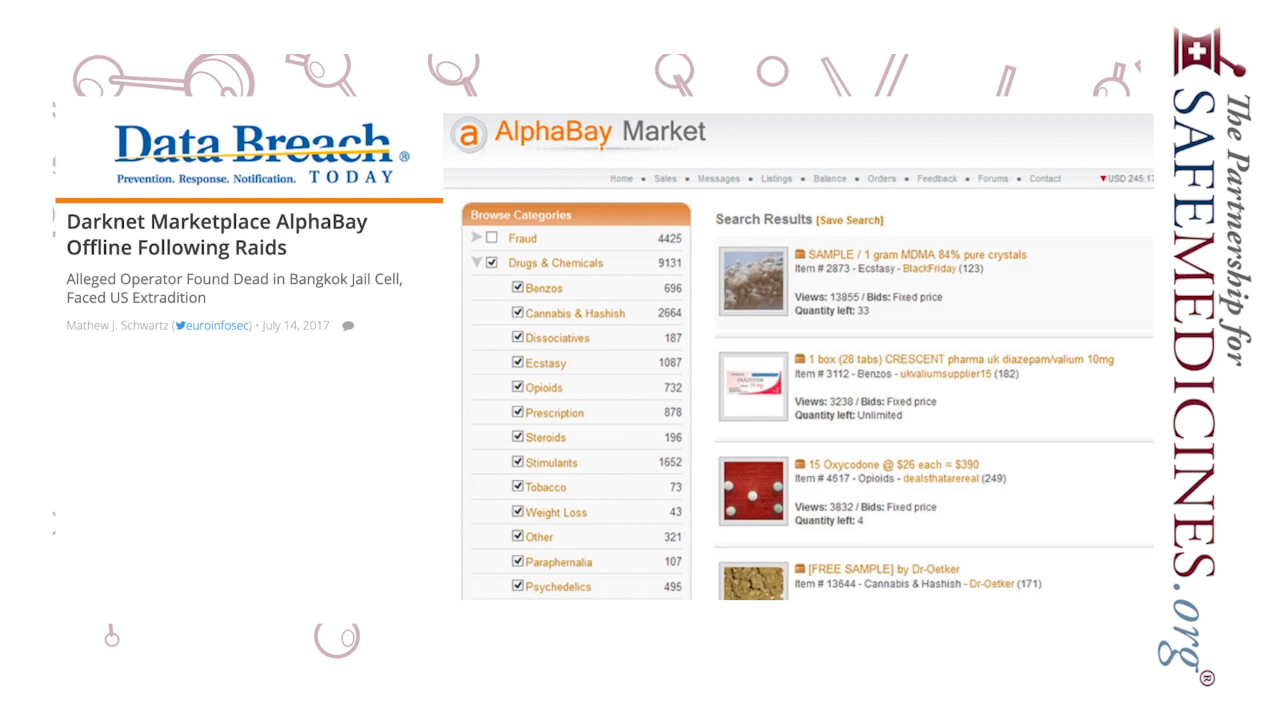 Data Breach®
Prevention. Response. Notification. TODAY
Darknet Marketplace AlphaBay
Offline Following Raids
Alleged Operator Found Dead in Bangkok Jail Cell,
Faced US Extradition
Mathew J. Schwartz (euroinfosec) • July 14, 2017
a AlphaBay Market
Home • Sales • Messages • Listings • Balance • Orders • Feedback • Forums • Contact
▼USD 245.17
Browse Categories
Fraud 4425
Drugs & Chemicals 9131
Benzos 696
Cannabis & Hashish 2664
Dissociatives 187
Ecstasy 1087
Opioids 732
Prescription 878
Steroids 196
Stimulants 1652
Tobacco 73
Weight Loss 43
Other 321
Paraphernalia 107
Psychedelics 495
Search Results [Save Search]
SAMPLE / 1 gram MDMA 84% pure crystals
Item # 2873 - Ecstasy - BlackFriday (123)
Views: 13855 / Bids: Fixed price
Quantity left: 33
1 box (28 tabs) CRESCENT pharma uk diazepam/valium 10mg
Item # 3112 - Benzos - ukvaliumsupplier15 (182)
Views: 3238 / Bids: Fixed price
Quantity left: Unlimited
DIAZEPAM
15 Oxycodone @ $26 each = $390
Item # 4617 - Opioids - dealsthatarereal (249)
Views: 3832 / Bids: Fixed price
Quantity left: 4
[FREE SAMPLE] by Dr-Oetker
Item # 13644 - Cannabis & Hashish - Dr-Oetker (171)
The Partnership for
SAFEMEDICINES.org®